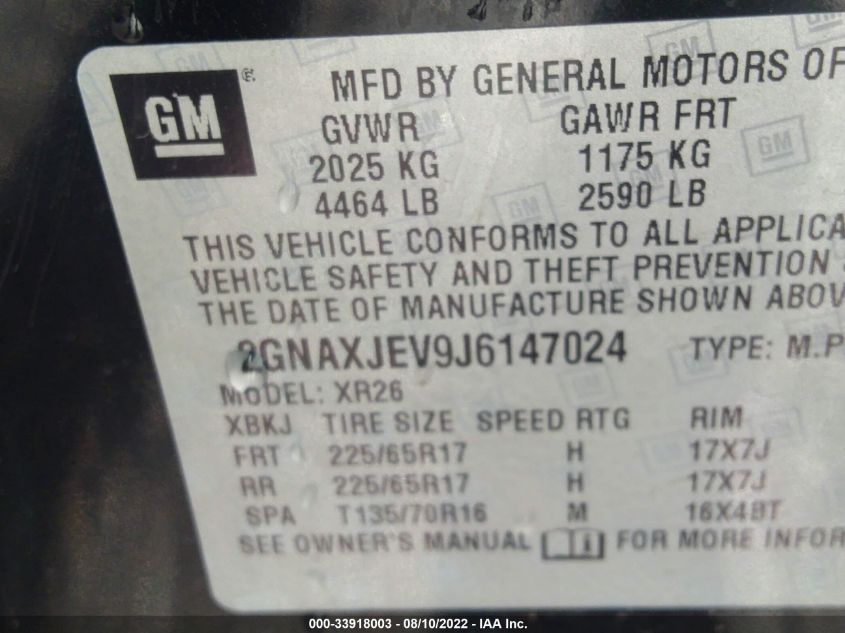 GM ®
MFD BY GENERAL MOTORS OF
GVWR GAWR FRT
2025 KG 1175 KG
4464 LB 2590 LB
THIS VEHICLE CONFORMS TO ALL APPLICA
VEHICLE SAFETY AND THEFT PREVENTION
THE DATE OF MANUFACTURE SHOWN ABOV
2GNAXJEV9J6147024 TYPE: M.P
MODEL: XR26
XBKJ TIRE SIZE SPEED RTG RIM
FRT 225/65R17 H 17X7J
RR 225/65R17 H 17X7J
SPA T135/70R16 M 16X4BT
SEE OWNER'S MANUAL FOR MORE INFOR
000-33918003 - 08/10/2022 - IAA Inc.